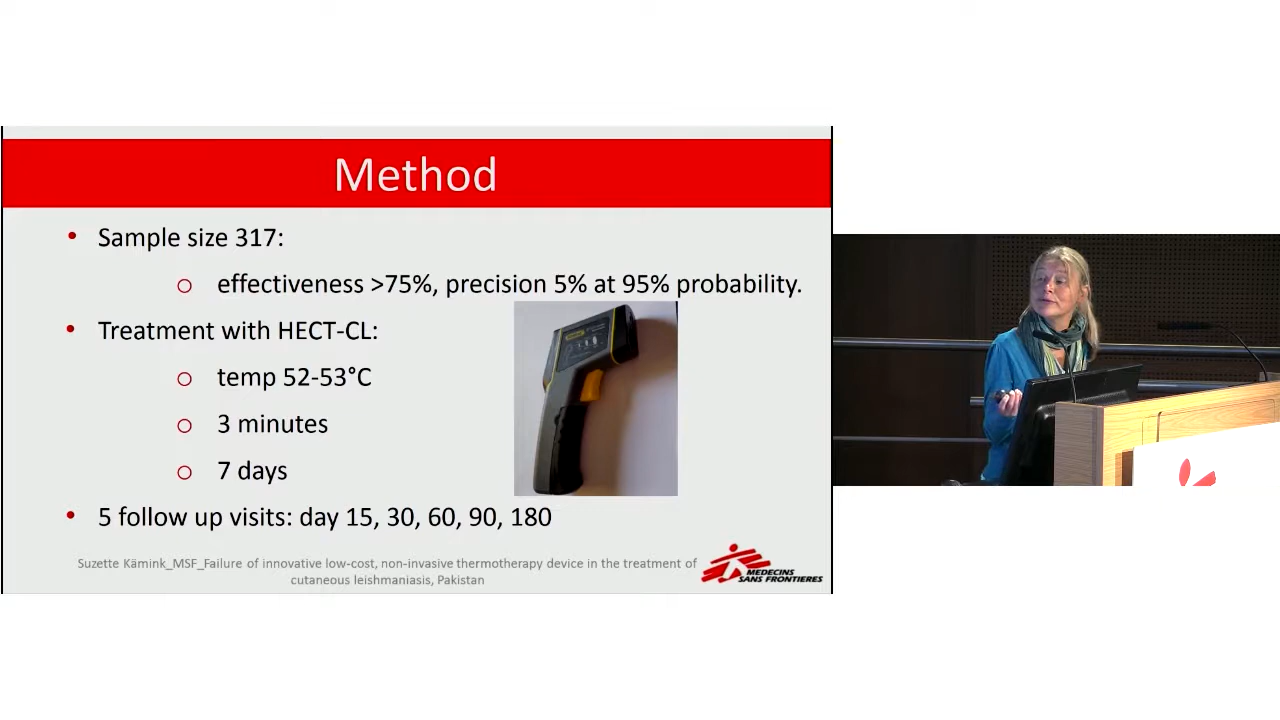 Method
• Sample size 317:
o effectiveness >75%, precision 5% at 95% probability.
• Treatment with HECT-CL:
o temp 52-53°C
o 3 minutes
o 7 days
• 5 follow up visits: day 15, 30, 60, 90, 180
Suzette Kämink_MSF_Failure of innovative low-cost, non-invasive thermotherapy device in the treatment of
cutaneous leishmaniasis, Pakistan
MEDECINS
SANS FRONTIERES